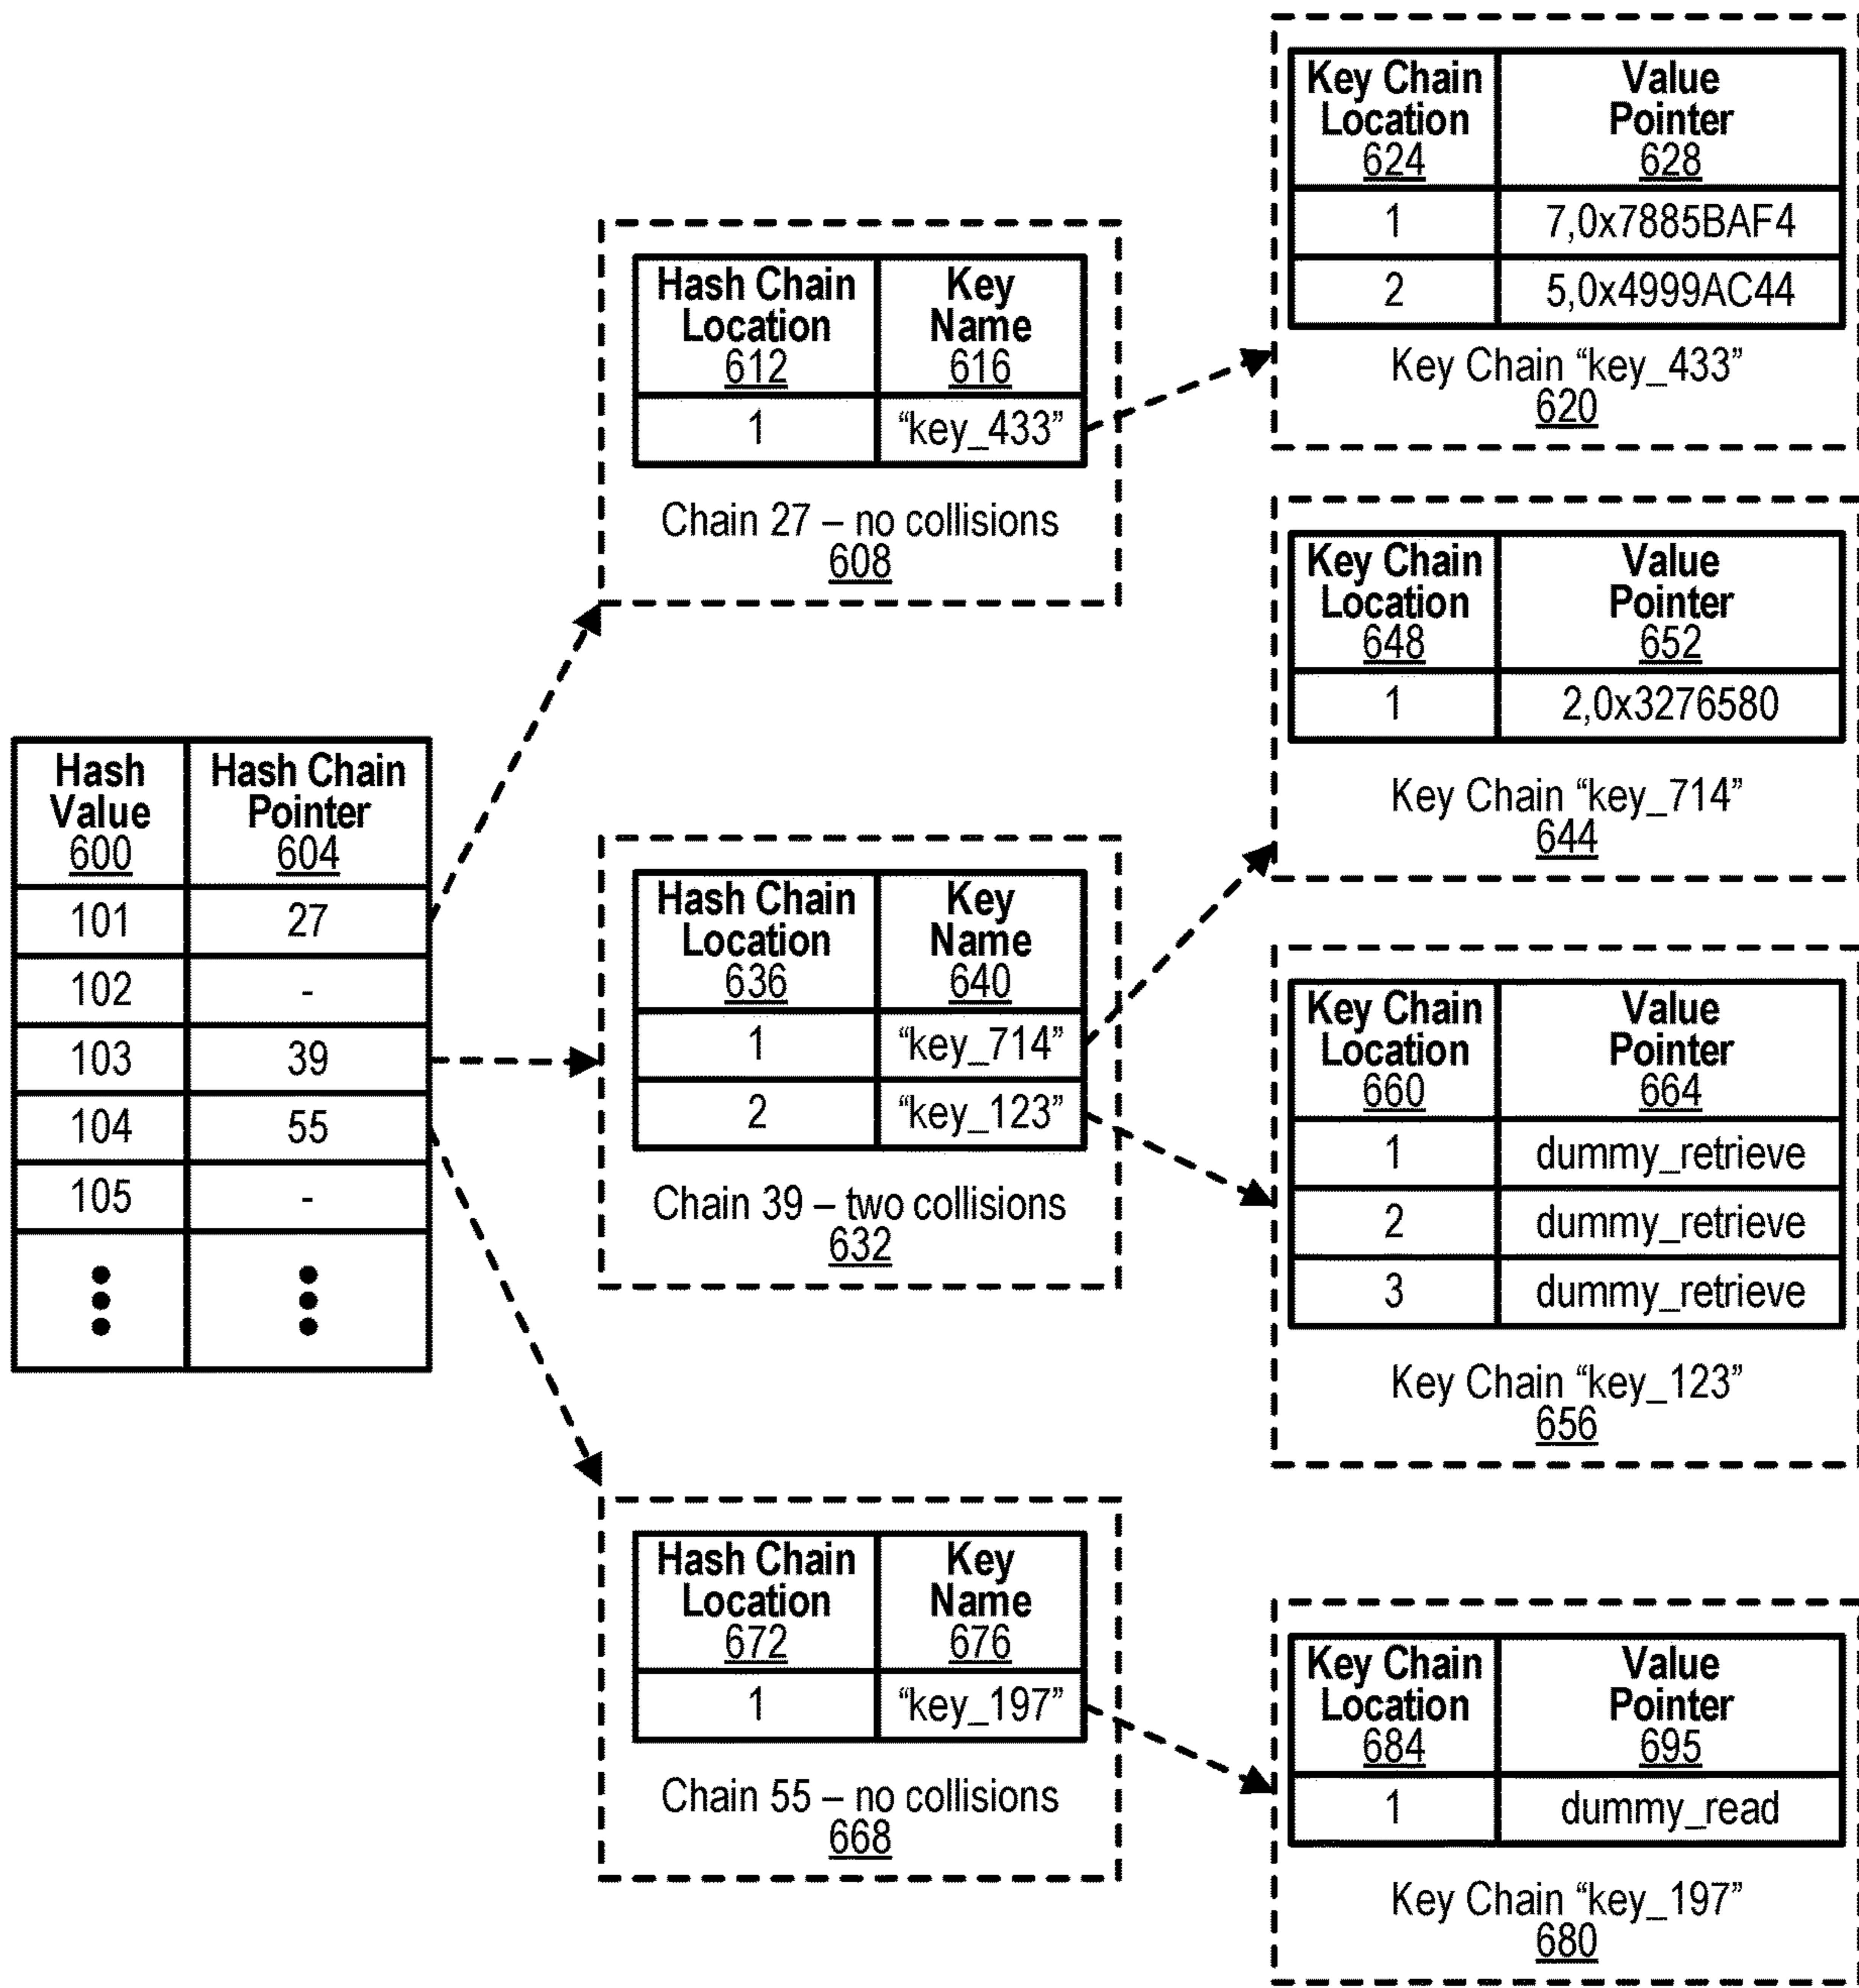 Hash Value 600 | Hash Chain Pointer 604
101 | 27
102 | -
103 | 39
104 | 55
105 | -
Hash Chain Location 612 | Key Name 616
1 | “key_433”
Chain 27 – no collisions
608
Hash Chain Location 636 | Key Name 640
1 | “key_714”
2 | “key_123”
Chain 39 – two collisions
632
Hash Chain Location 672 | Key Name 676
1 | “key_197”
Chain 55 – no collisions
668
Key Chain Location 624 | Value Pointer 628
1 | 7,0x7885BAF4
2 | 5,0x4999AC44
Key Chain “key_433”
620
Key Chain Location 648 | Value Pointer 652
1 | 2,0x3276580
Key Chain “key_714”
644
Key Chain Location 660 | Value Pointer 664
1 | dummy_retrieve
2 | dummy_retrieve
3 | dummy_retrieve
Key Chain “key_123”
656
Key Chain Location 684 | Value Pointer 695
1 | dummy_read
Key Chain “key_197”
680